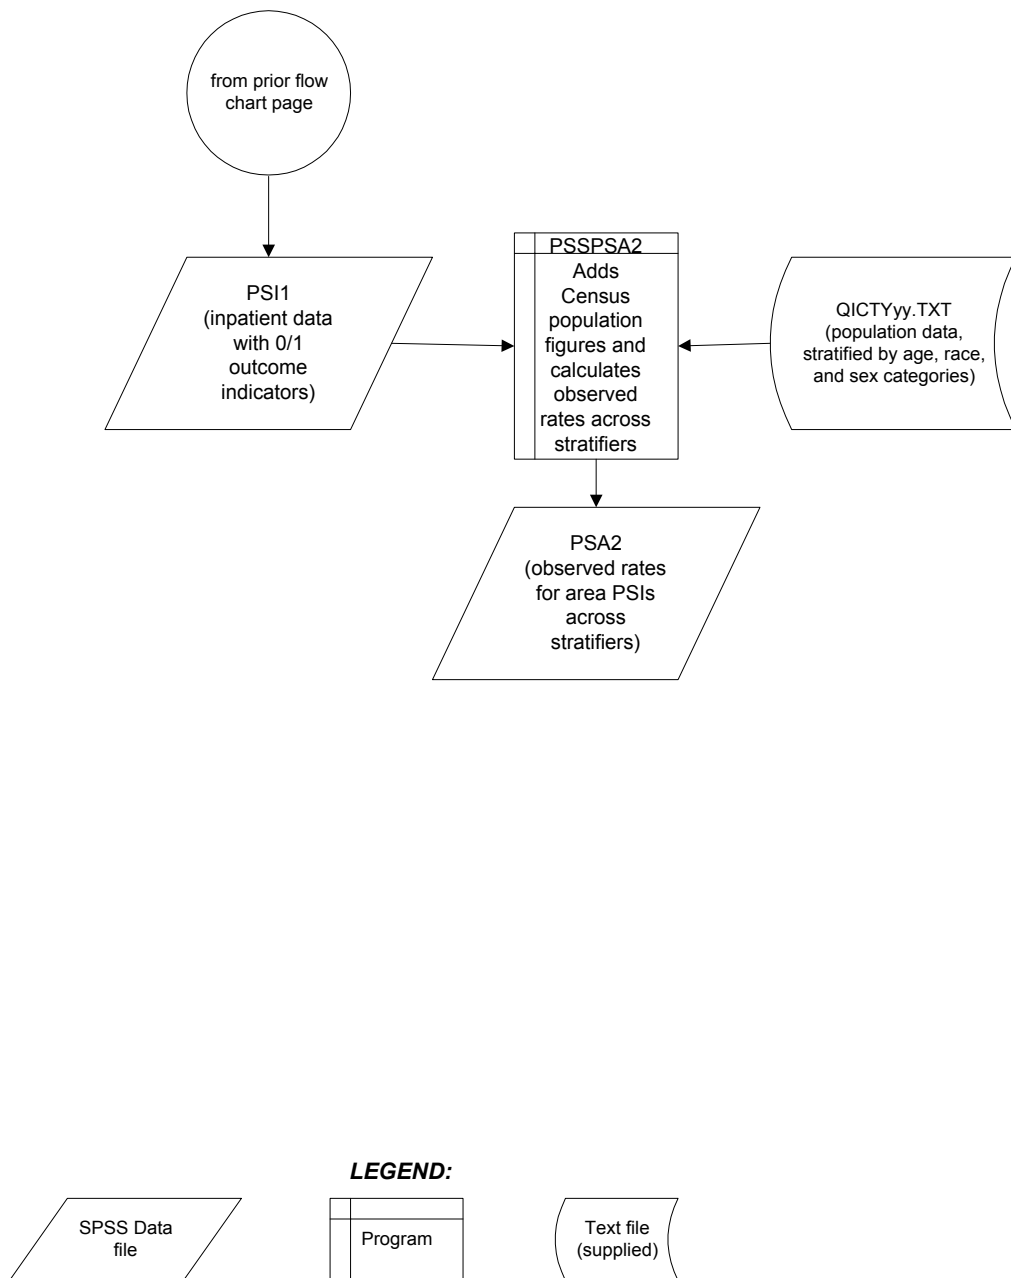 from prior flow
chart page
PSI1
(inpatient data
with 0/1
outcome
indicators)
PSSPSA2
Adds
Census
population
figures and
calculates
observed
rates across
stratifiers
QICTYyy.TXT
(population data,
stratified by age, race,
and sex categories)
PSA2
(observed rates
for area PSIs
across
stratifiers)
LEGEND:
SPSS Data
file
Program
Text file
(supplied)